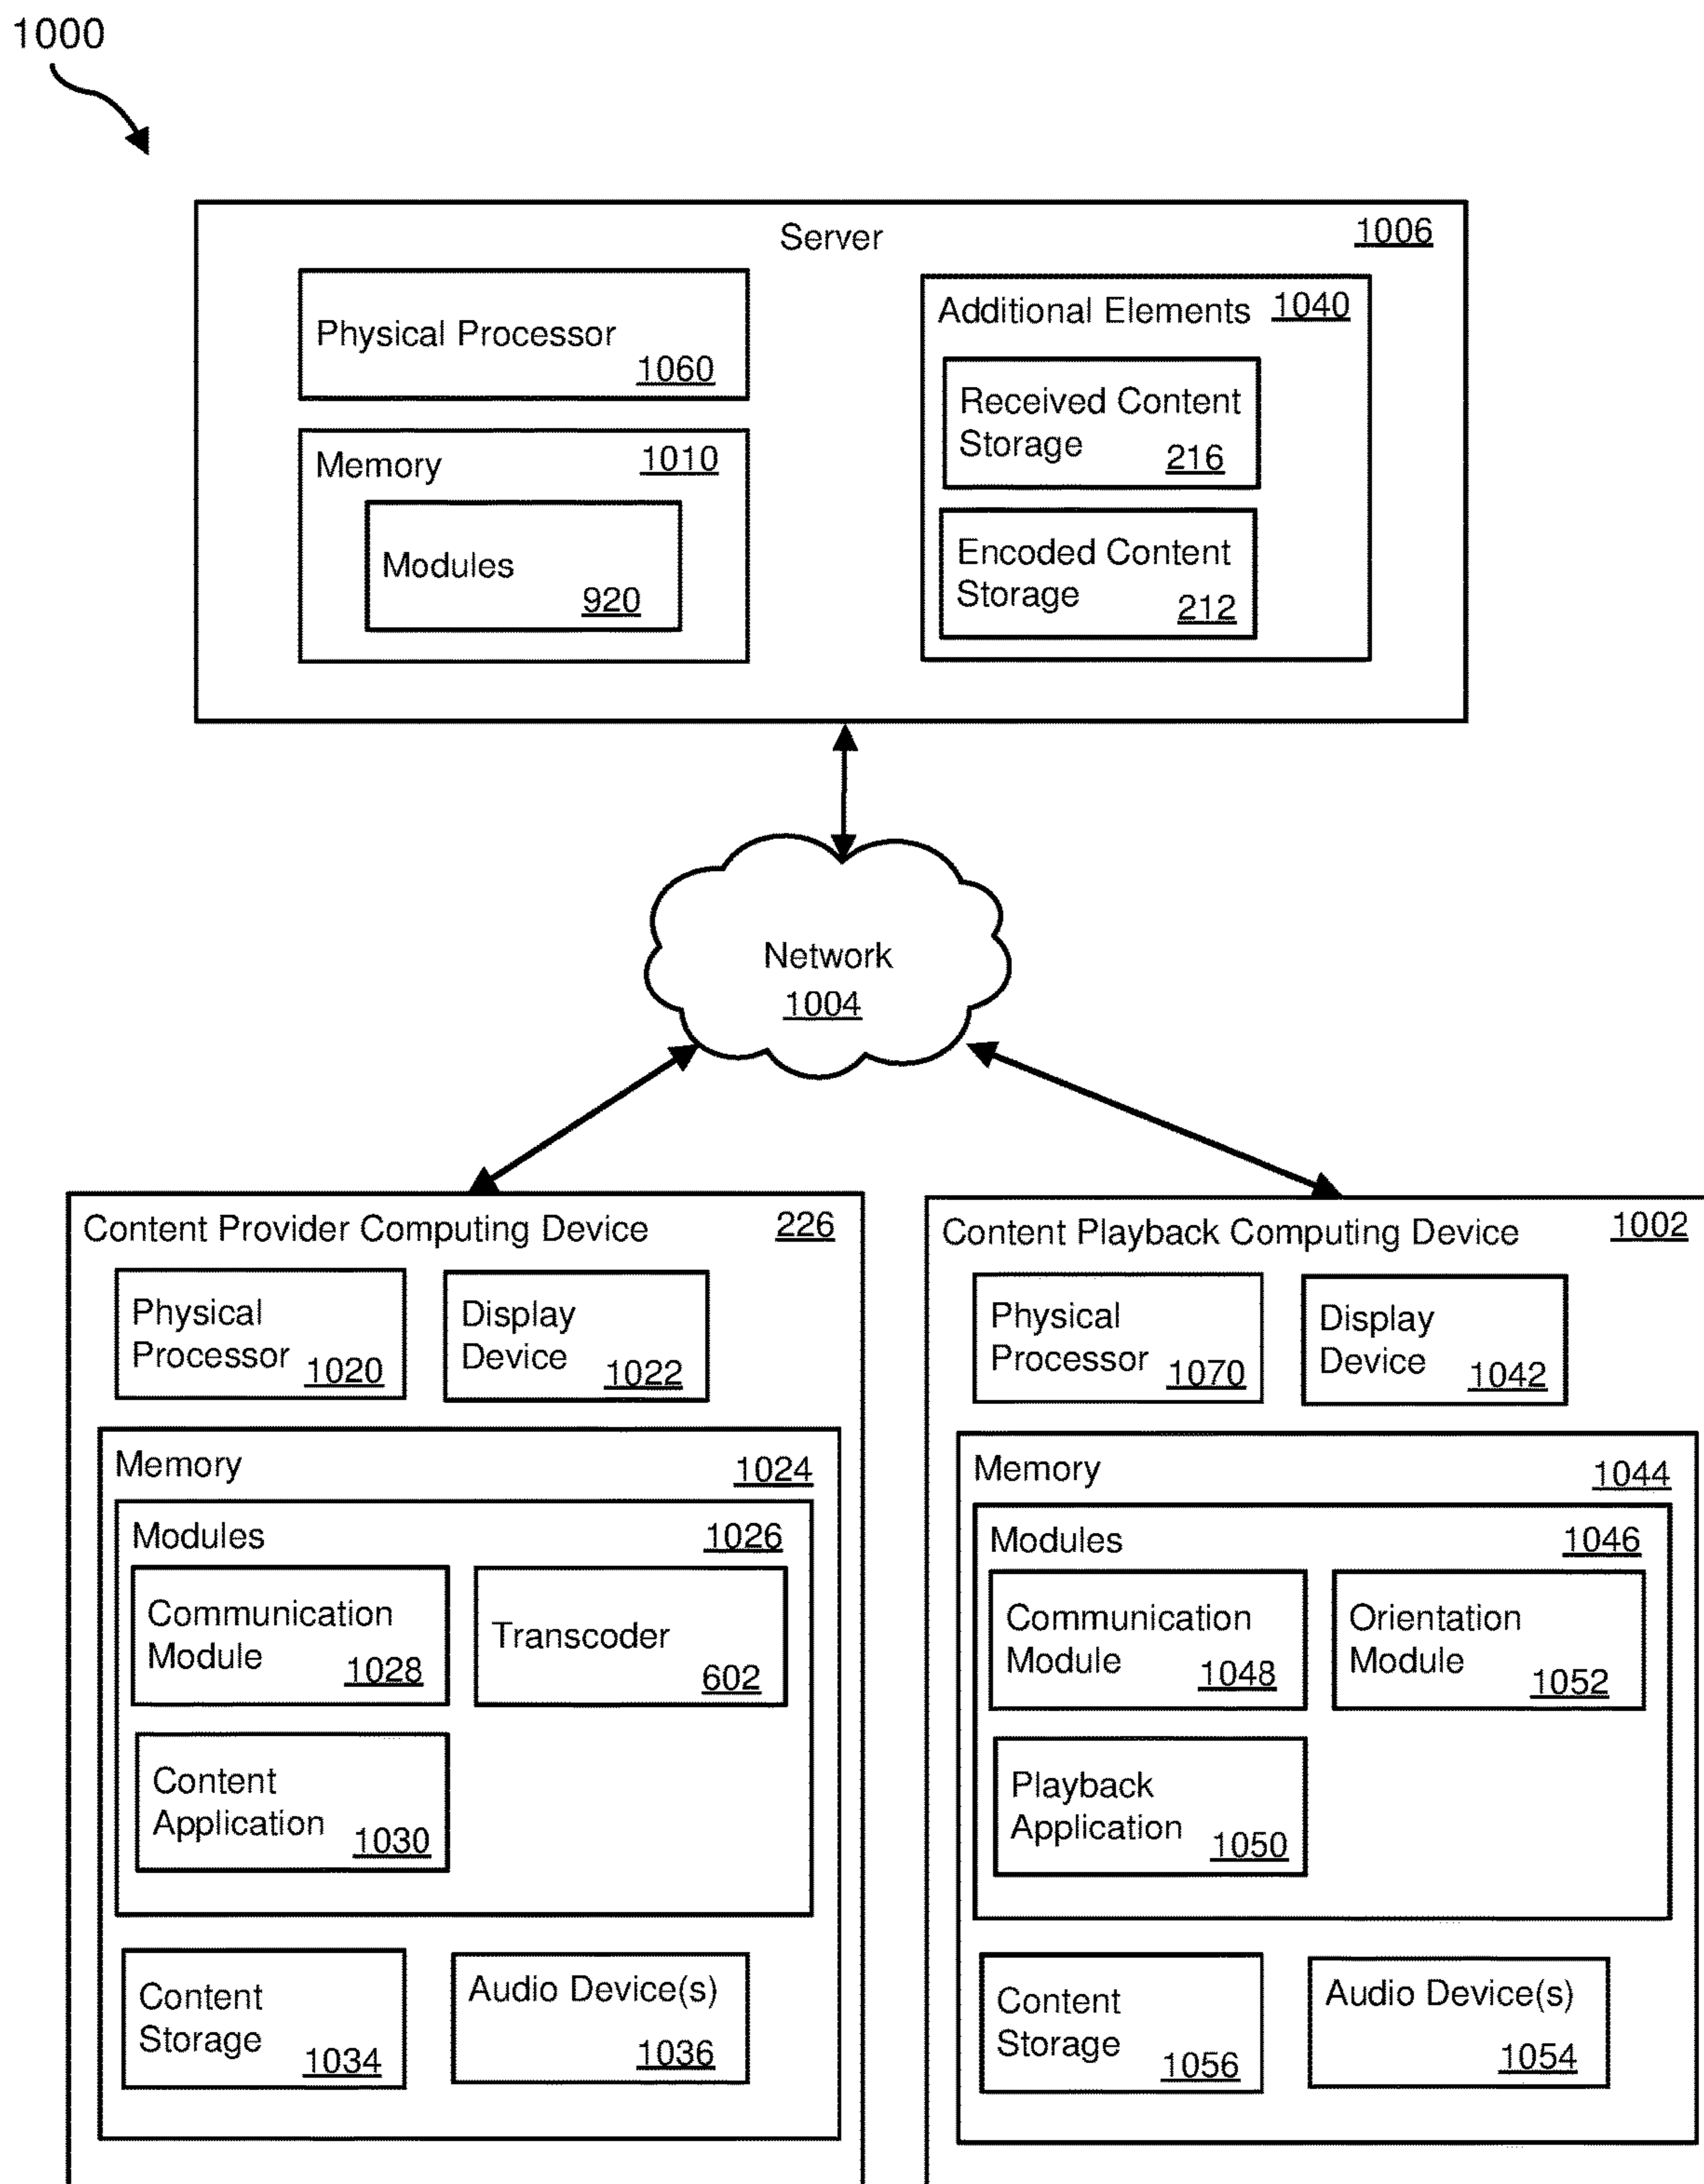 1000
Server 1006
Physical Processor
1060
Memory 1010
Modules
920
Additional Elements 1040
Received Content
Storage 216
Encoded Content
Storage 212
Network
1004
Content Provider Computing Device 226
Physical
Processor 1020
Display
Device 1022
Memory 1024
Modules 1026
Communication
Module 1028
Transcoder
602
Content
Application 1030
Content
Storage 1034
Audio Device(s)
1036
Content Playback Computing Device 1002
Physical
Processor 1070
Display
Device 1042
Memory 1044
Modules 1046
Communication
Module 1048
Orientation
Module 1052
Playback
Application 1050
Content
Storage 1056
Audio Device(s)
1054